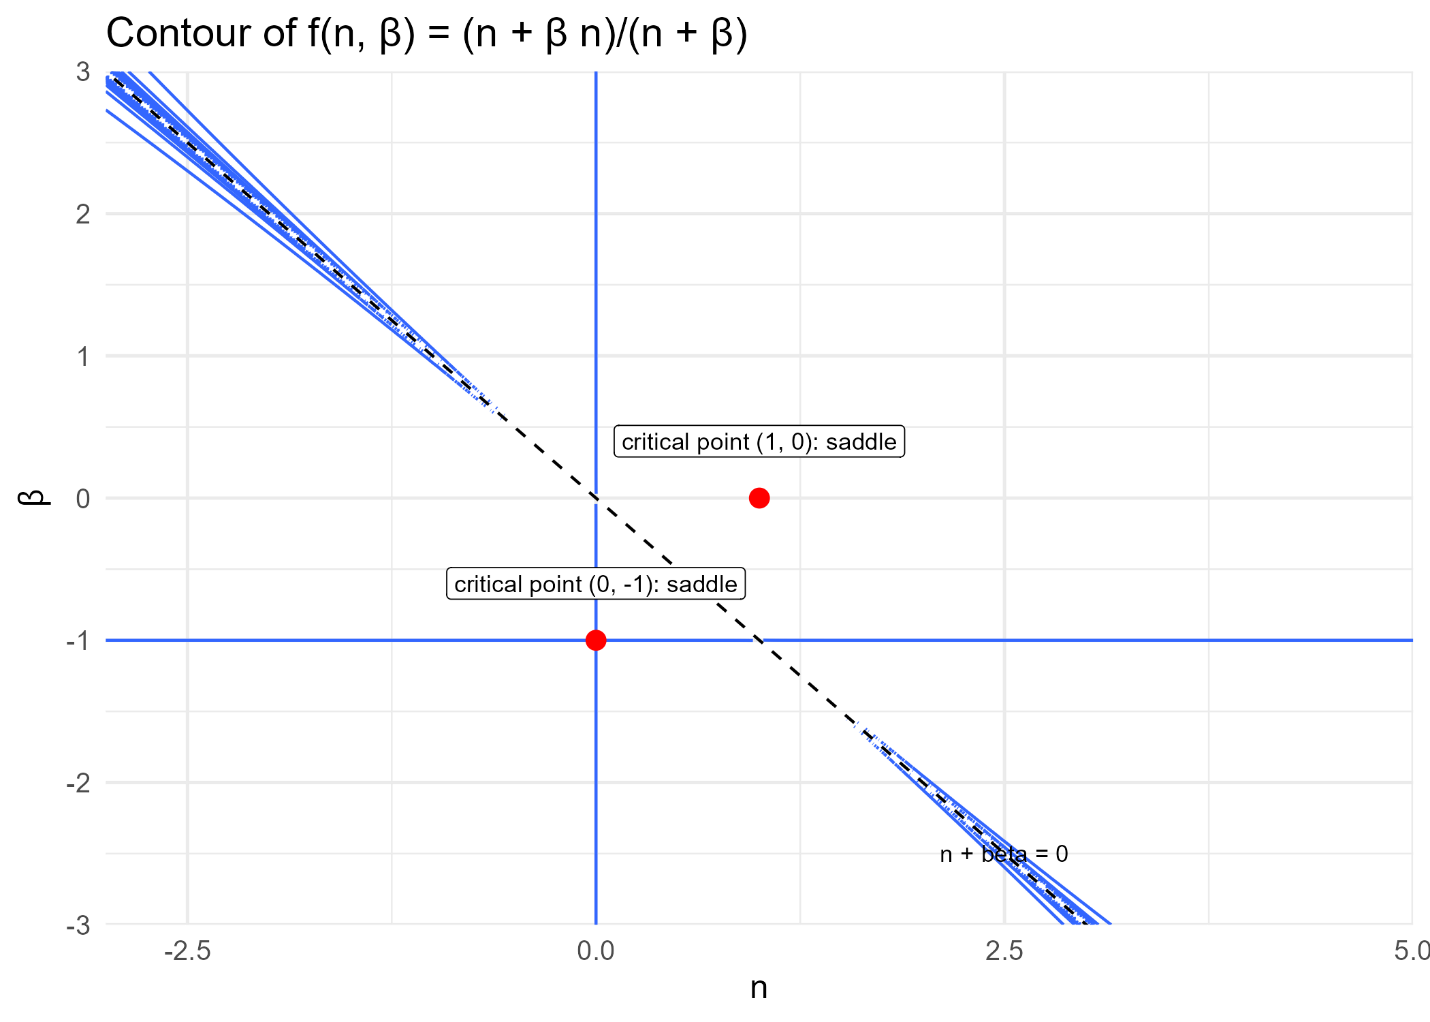 Contour of f(n, β) = (n + β n)/(n + β)
3
2
1
0
-1
-2
-3
β
critical point (1, 0): saddle
critical point (0, -1): saddle
n + beta = 0
-2.5
0.0
2.5
5.0
n